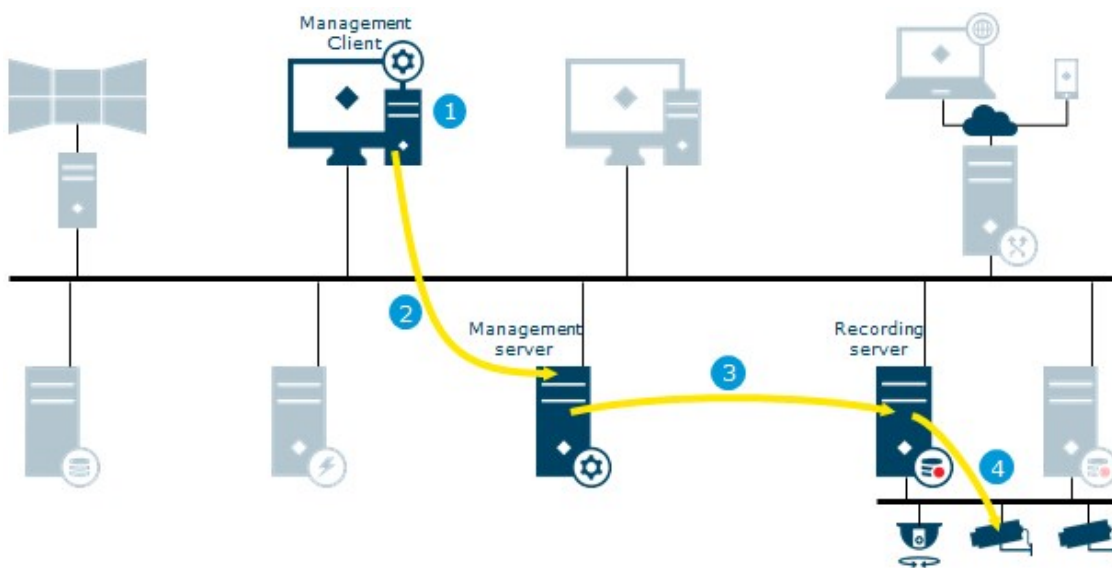 Management
Client
1
2
Management
server
3
Recording
server
4